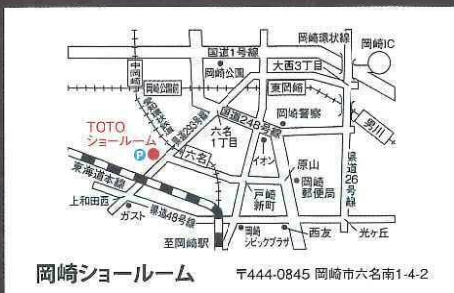 国道1号線
岡崎環状線
岡崎IC
中岡崎
岡崎公園前
岡崎公園
大西3丁目
東岡崎
国道248号線
岡崎警察
男川
TOTO
ショールーム
P
県道293号線
六名
1丁目
六名
イオン
原山
岡崎
郵便局
県道26号線
東海道本線
戸崎
新町
上和田西
ガスト
県道48号線
至岡崎駅
岡崎
シビックプラザ
西友
光ヶ丘
岡崎ショールーム
〒444-0845 岡崎市六名南1-4-2